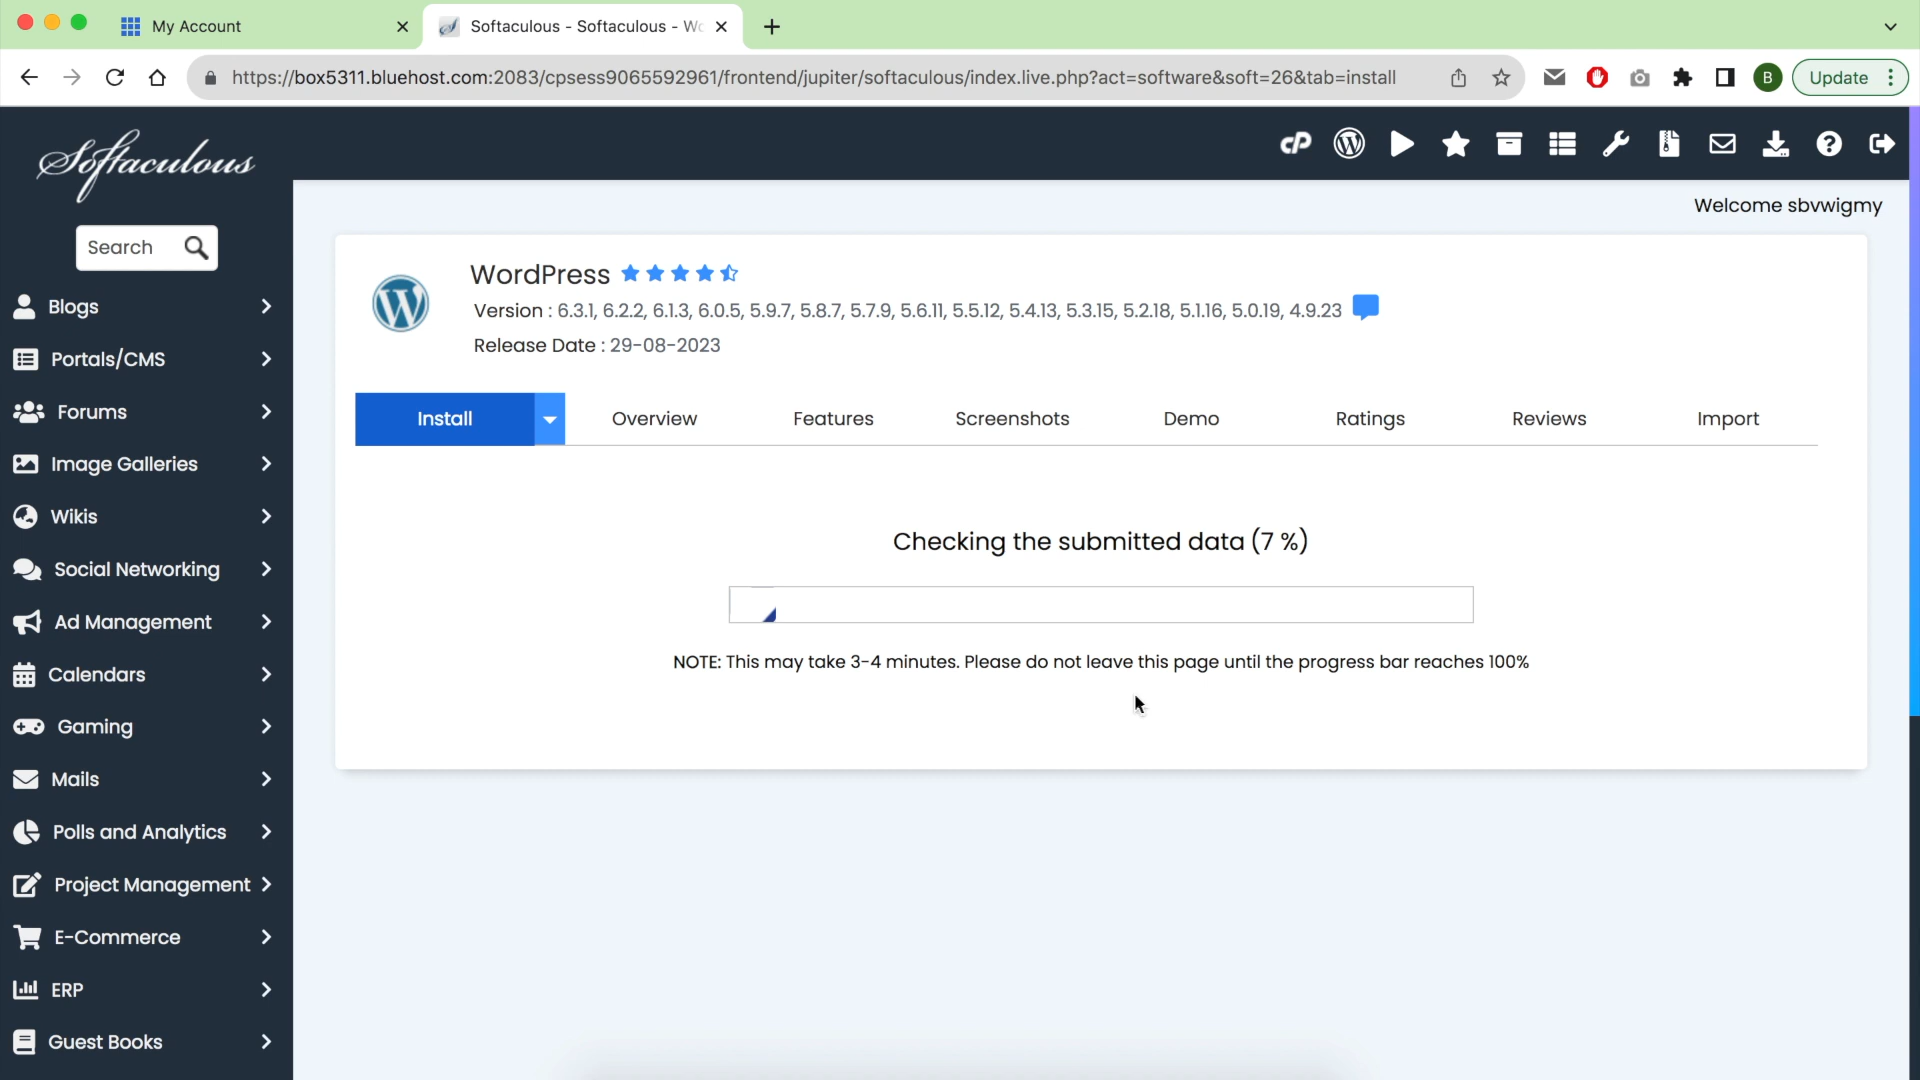 My Account
Softaculous - Softaculous - Wo
https://box5311.bluehost.com:2083/cpsess9065592961/frontend/jupiter/softaculous/index.live.php?act=software&soft=26&tab=install
B
Update
Softaculous
cP
Welcome sbvwigmy
Search
Blogs
Portals/CMS
Forums
Image Galleries
Wikis
Social Networking
Ad Management
Calendars
Gaming
Mails
Polls and Analytics
Project Management
E-Commerce
ERP
Guest Books
WordPress
Version : 6.3.1, 6.2.2, 6.1.3, 6.0.5, 5.9.7, 5.8.7, 5.7.9, 5.6.11, 5.5.12, 5.4.13, 5.3.15, 5.2.18, 5.1.16, 5.0.19, 4.9.23
Release Date : 29-08-2023
Install Overview Features Screenshots Demo Ratings Reviews Import
Checking the submitted data (7 %)
NOTE: This may take 3-4 minutes. Please do not leave this page until the progress bar reaches 100%